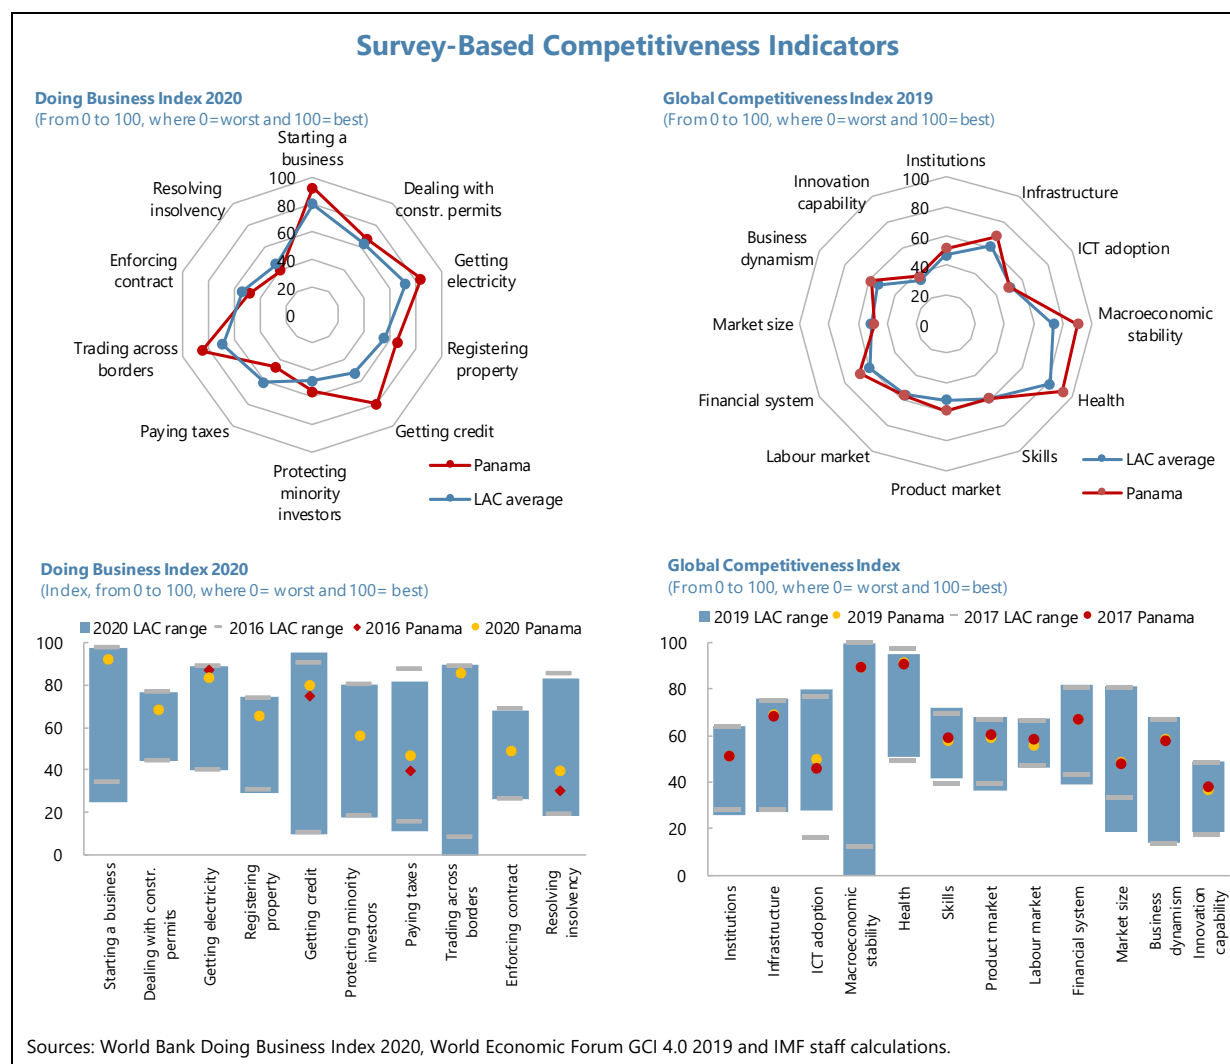 Survey-Based Competitiveness Indicators
Doing Business Index 2020
(From 0 to 100, where 0=worst and 100=best)
Starting a
business
Dealing with
constr. permits
Getting
electricity
Registering
property
Getting credit
Protecting
minority
investors
Paying taxes
Trading across
borders
Enforcing
contract
Resolving
insolvency
100
80
60
40
20
0
Panama
LAC average
Global Competitiveness Index 2019
(From 0 to 100, where 0=worst and 100=best)
Institutions
Infrastructure
ICT adoption
Macroeconomic
stability
Health
Skills
Product market
Labour market
Financial system
Market size
Business
dynamism
Innovation
capability
100
80
60
40
20
0
LAC average
Panama
Doing Business Index 2020
(Index, from 0 to 100, where 0= worst and 100= best)
2020 LAC range
2016 LAC range
2016 Panama
2020 Panama
100
80
60
40
20
0
Starting a business
Dealing with constr.
permits
Getting electricity
Registering
property
Getting credit
Protecting minority
investors
Paying taxes
Trading across
borders
Enforcing contract
Resolving
insolvency
Global Competitiveness Index
(From 0 to 100, where 0= worst and 100=best)
2019 LAC range
2019 Panama
2017 LAC range
2017 Panama
100
80
60
40
20
0
Institutions
Infrastructure
ICT adoption
Macroeconomic
stability
Health
Skills
Product market
Labour market
Financial system
Market size
Business
dynamism
Innovation
capability
Sources: World Bank Doing Business Index 2020, World Economic Forum GCI 4.0 2019 and IMF staff calculations.